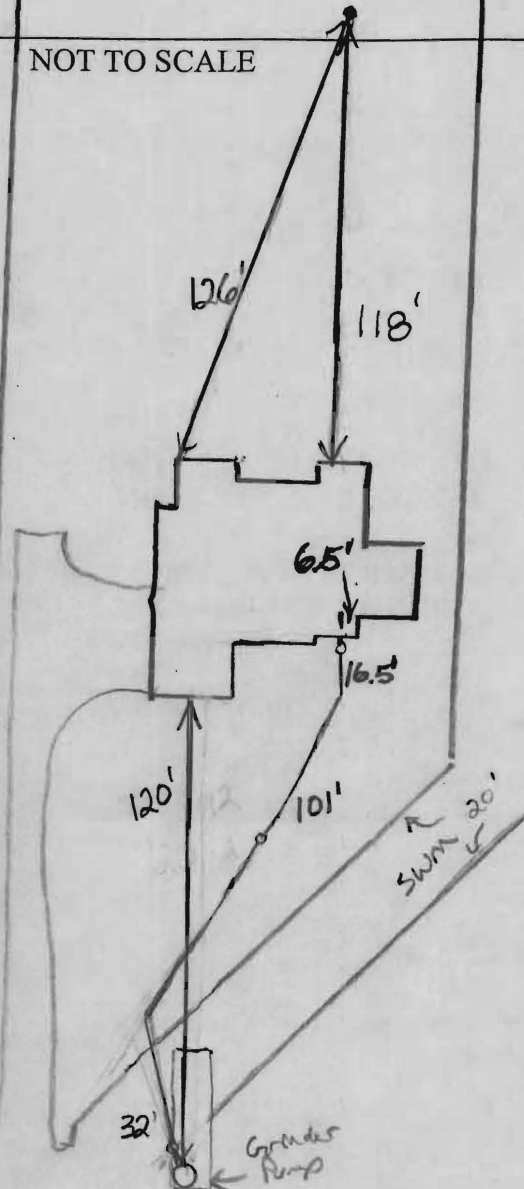 NOT TO SCALE
126'
118'
6.5'
16.5'
120'
101'
SWM 20'
32'
Grinder
Pump